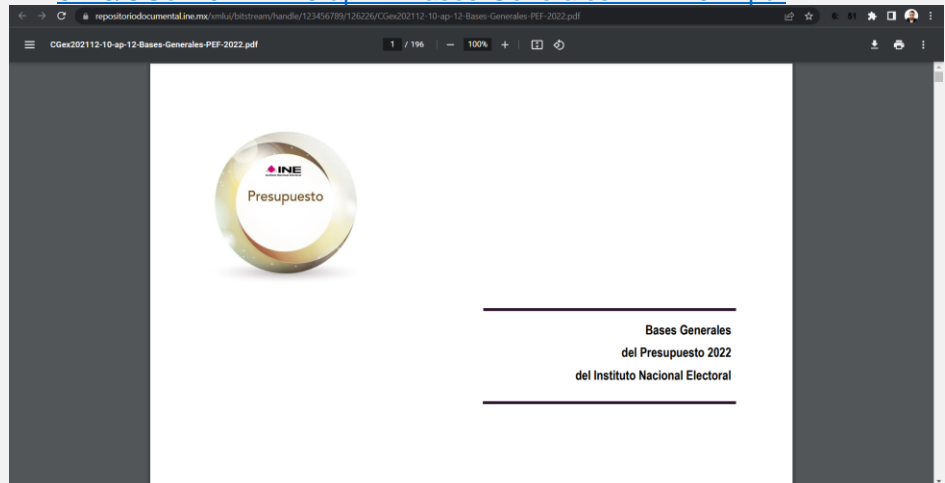 repositoriodocumental.ine.mx/xmlui/bitstream/handle/123456789/126226/CGex202112-10-ap-12-Bases-Generales-PEF-2022.pdf
CGex202112-10-ap-12-Bases-Generales-PEF-2022.pdf 1 / 196 100%
INE
Presupuesto
Bases Generales
del Presupuesto 2022
del Instituto Nacional Electoral